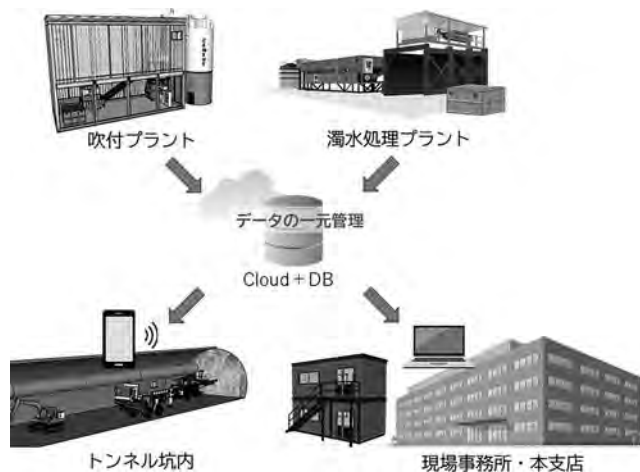 吹付プラント
濁水処理プラント
データの一元管理
Cloud+DB
トンネル坑内
現場事務所・本支店